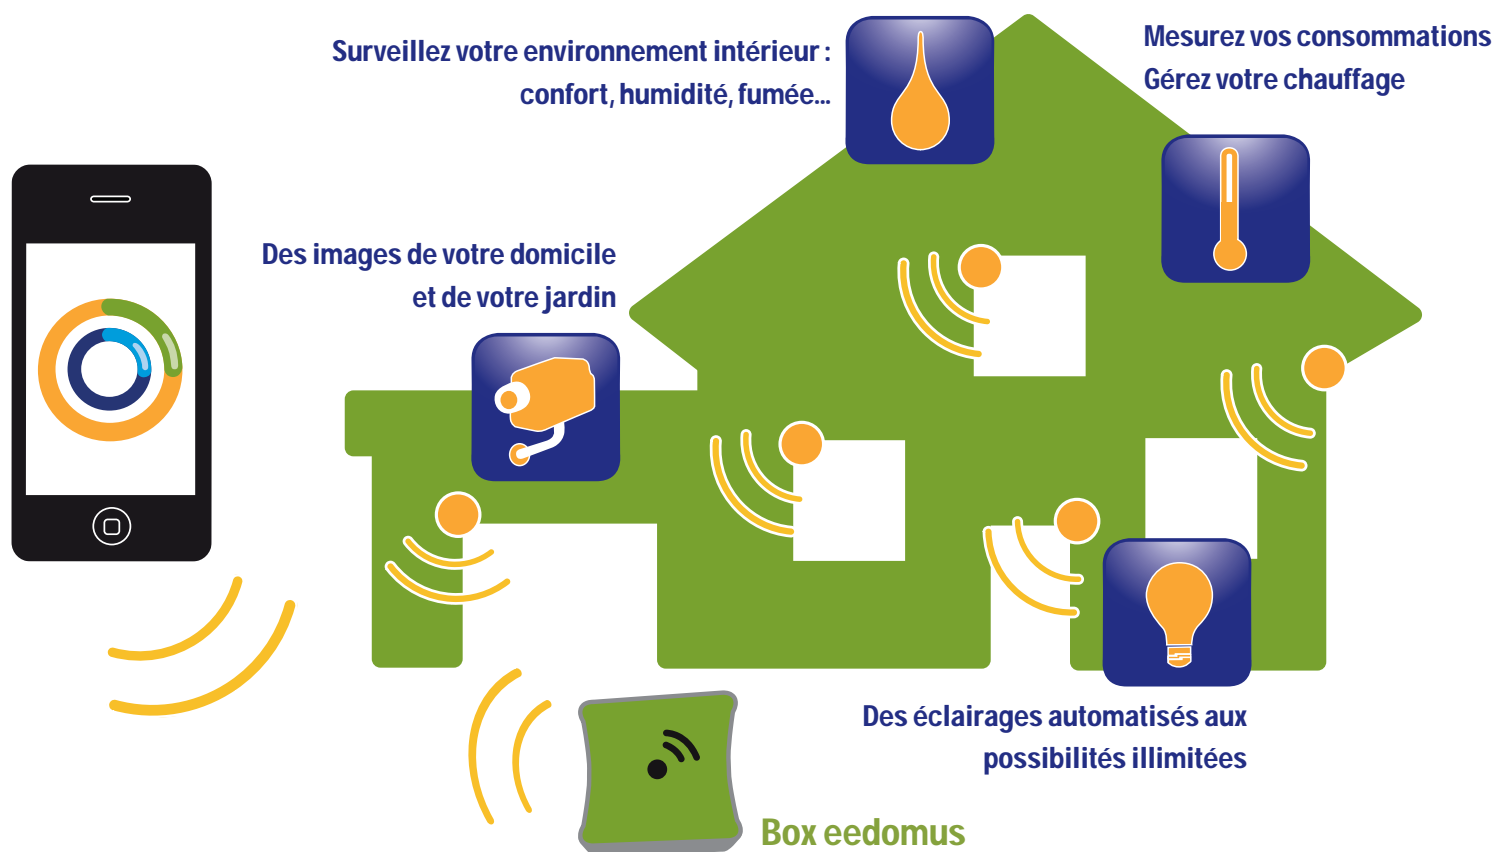 Surveillez votre environnement intérieur :
confort, humidité, fumée...
Mesurez vos consommations
Gérez votre chauffage
Des images de votre domicile
et de votre jardin
Des éclairages automatisés aux
possibilités illimitées
Box eedomus